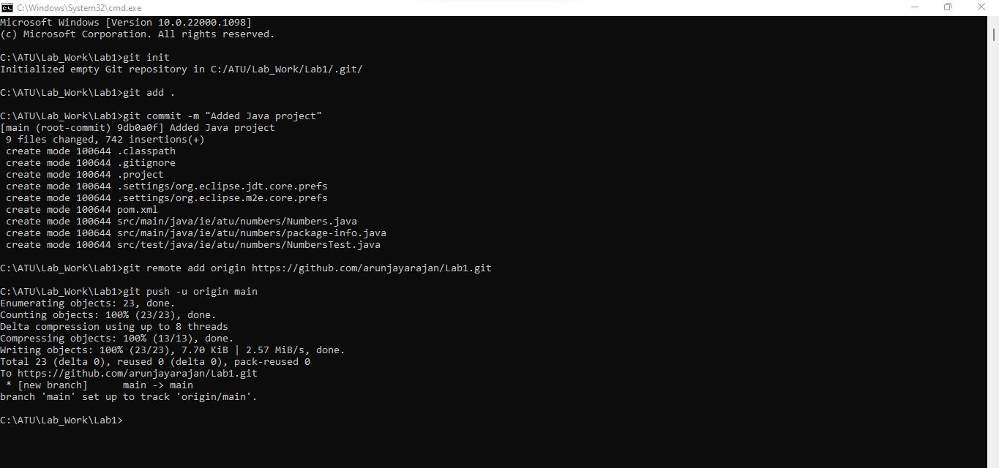 C:\Windows\System32\cmd.exe
Microsoft Windows [Version 10.0.22000.1098]
(c) Microsoft Corporation. All rights reserved.
C:\ATU\Lab_Work\Lab1>git init
Initialized empty Git repository in C:/ATU/Lab_Work/Lab1/.git/
C:\ATU\Lab_Work\Lab1>git add .
C:\ATU\Lab_Work\Lab1>git commit -m "Added Java project"
[main (root-commit) 9db0a0f] Added Java project
 9 files changed, 742 insertions(+)
 create mode 100644 .classpath
 create mode 100644 .gitignore
 create mode 100644 .project
 create mode 100644 .settings/org.eclipse.jdt.core.prefs
 create mode 100644 .settings/org.eclipse.m2e.core.prefs
 create mode 100644 pom.xml
 create mode 100644 src/main/java/ie/atu/numbers/Numbers.java
 create mode 100644 src/main/java/ie/atu/numbers/package-info.java
 create mode 100644 src/test/java/ie/atu/numbers/NumbersTest.java
C:\ATU\Lab_Work\Lab1>git remote add origin https://github.com/arunjayarajan/Lab1.git
C:\ATU\Lab_Work\Lab1>git push -u origin main
Enumerating objects: 23, done.
Counting objects: 100% (23/23), done.
Delta compression using up to 8 threads
Compressing objects: 100% (13/13), done.
Writing objects: 100% (23/23), 7.70 KiB | 2.57 MiB/s, done.
Total 23 (delta 0), reused 0 (delta 0), pack-reused 0
To https://github.com/arunjayarajan/Lab1.git
 * [new branch]      main -> main
branch 'main' set up to track 'origin/main'.
C:\ATU\Lab_Work\Lab1>